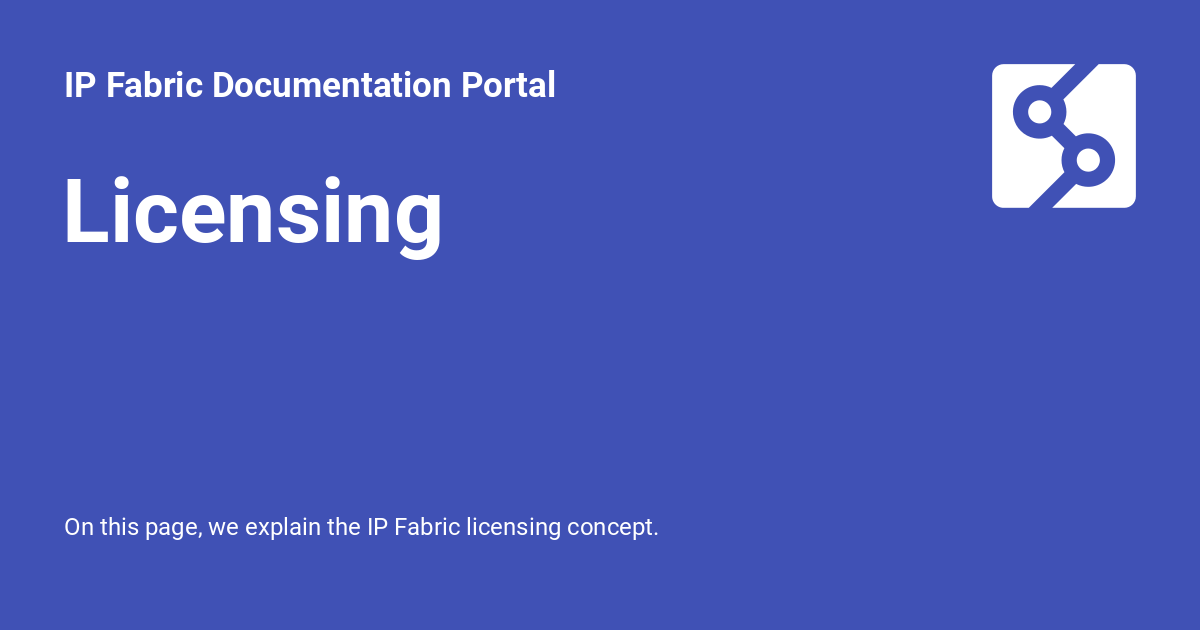 IP Fabric Documentation Portal
Licensing
On this page, we explain the IP Fabric licensing concept.